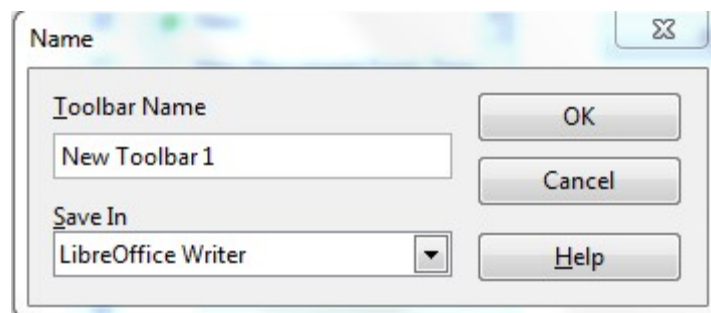 Name
Toolbar Name
New Toolbar 1
Save In
LibreOffice Writer
OK
Cancel
Help